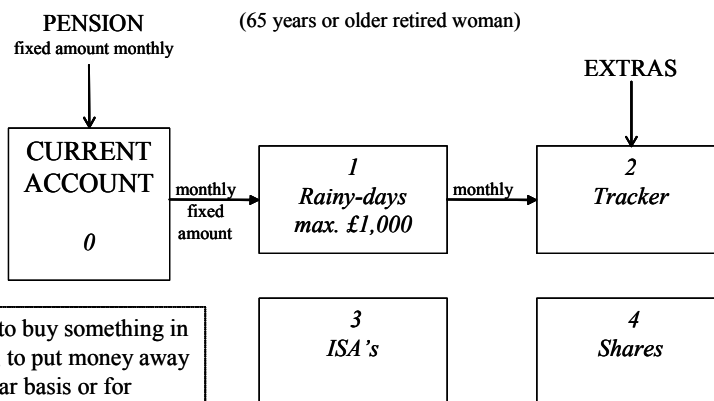 PENSION
fixed amount monthly
(65 years or older retired woman)
EXTRAS
CURRENT
ACCOUNT
0
monthly
fixed
amount
1
Rainy-days
max. £1,000
monthly
2
Tracker
to buy something in
to put money away
ar basis or for
3
ISA's
4
Shares